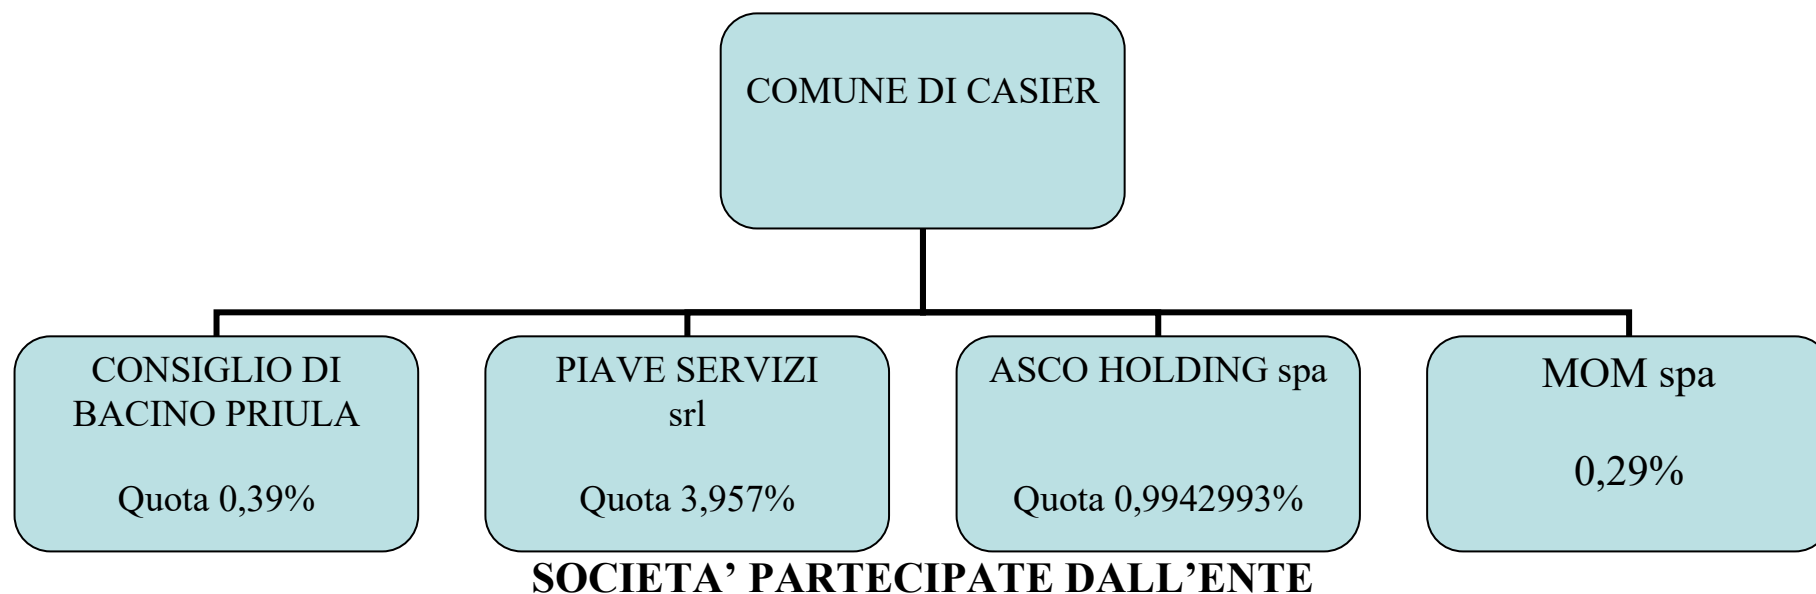 COMUNE DI CASIER
CONSIGLIO DI
BACINO PRIULA
Quota 0,39%
PIAVE SERVIZI
srl
Quota 3,957%
ASCO HOLDING spa
Quota 0,9942993%
MOM spa
0,29%
SOCIETA’ PARTECIPATE DALL’ENTE